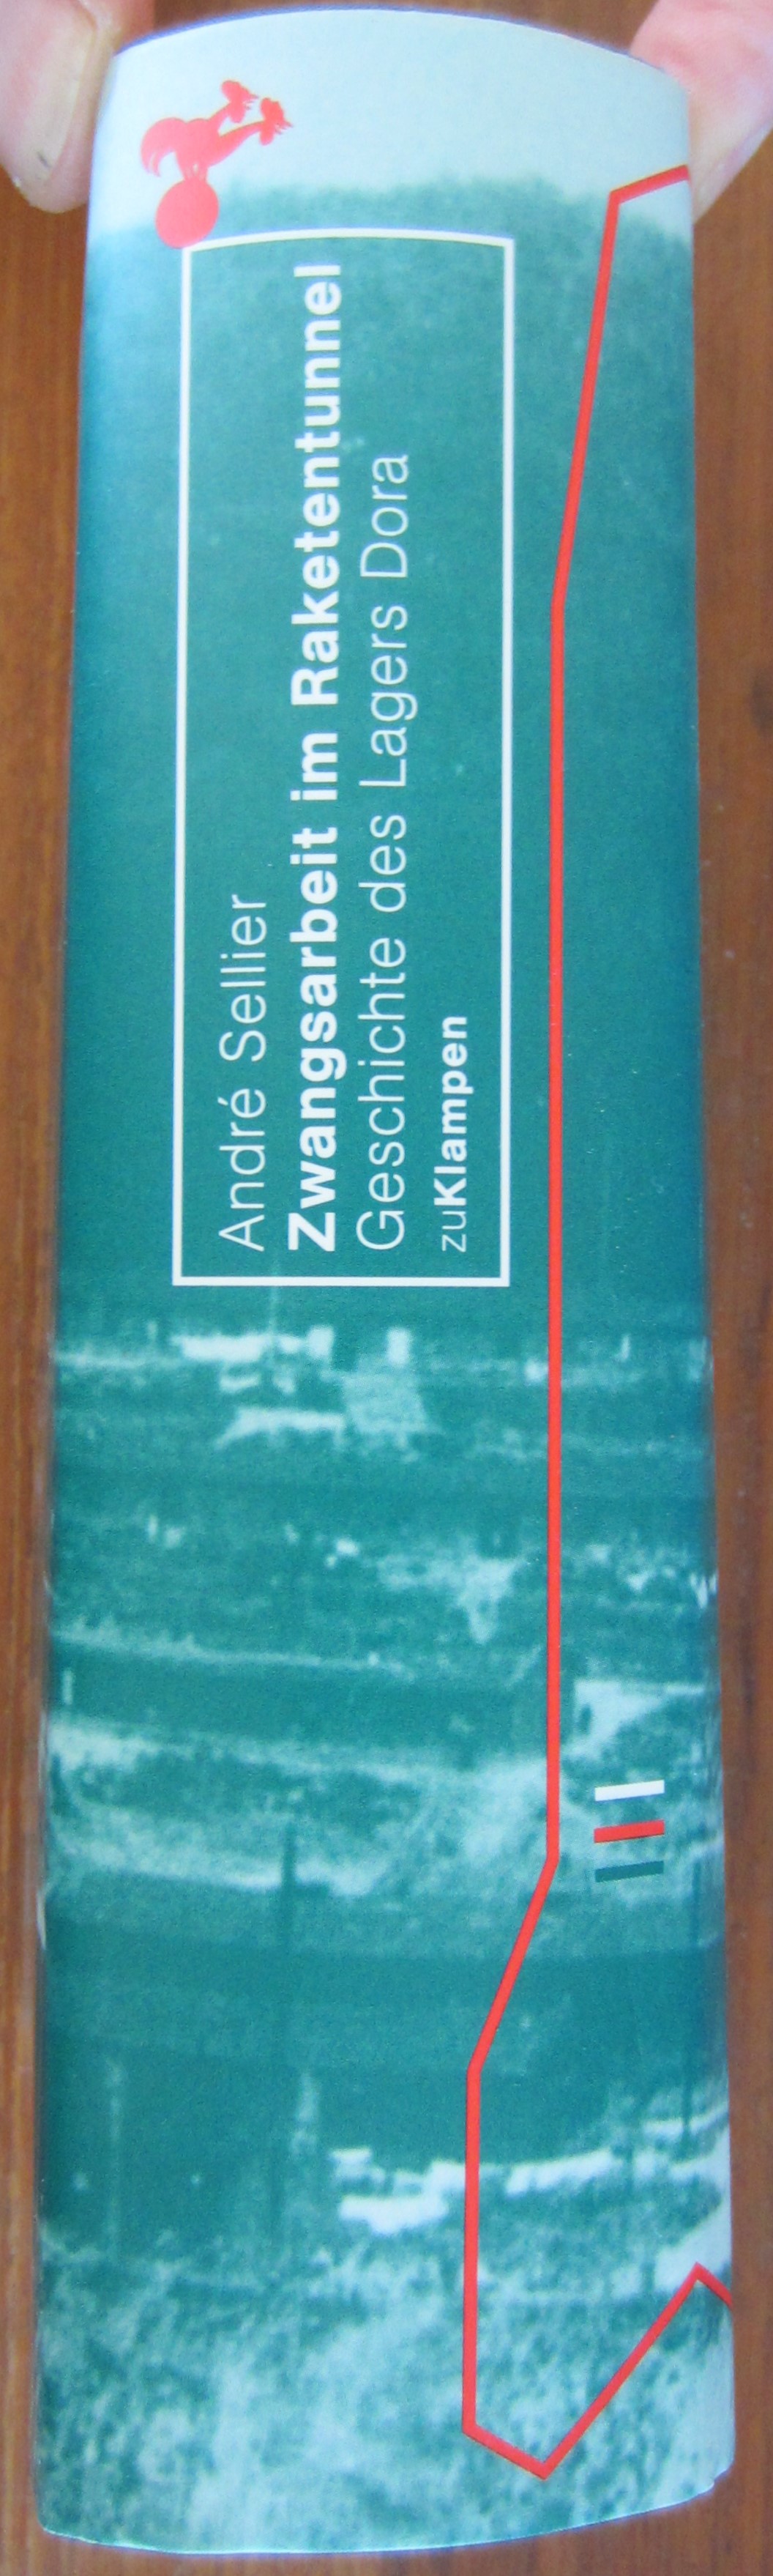 André Sellier
Zwangsarbeit im Raketentunnel
Geschichte des Lagers Dora
zuKlampen